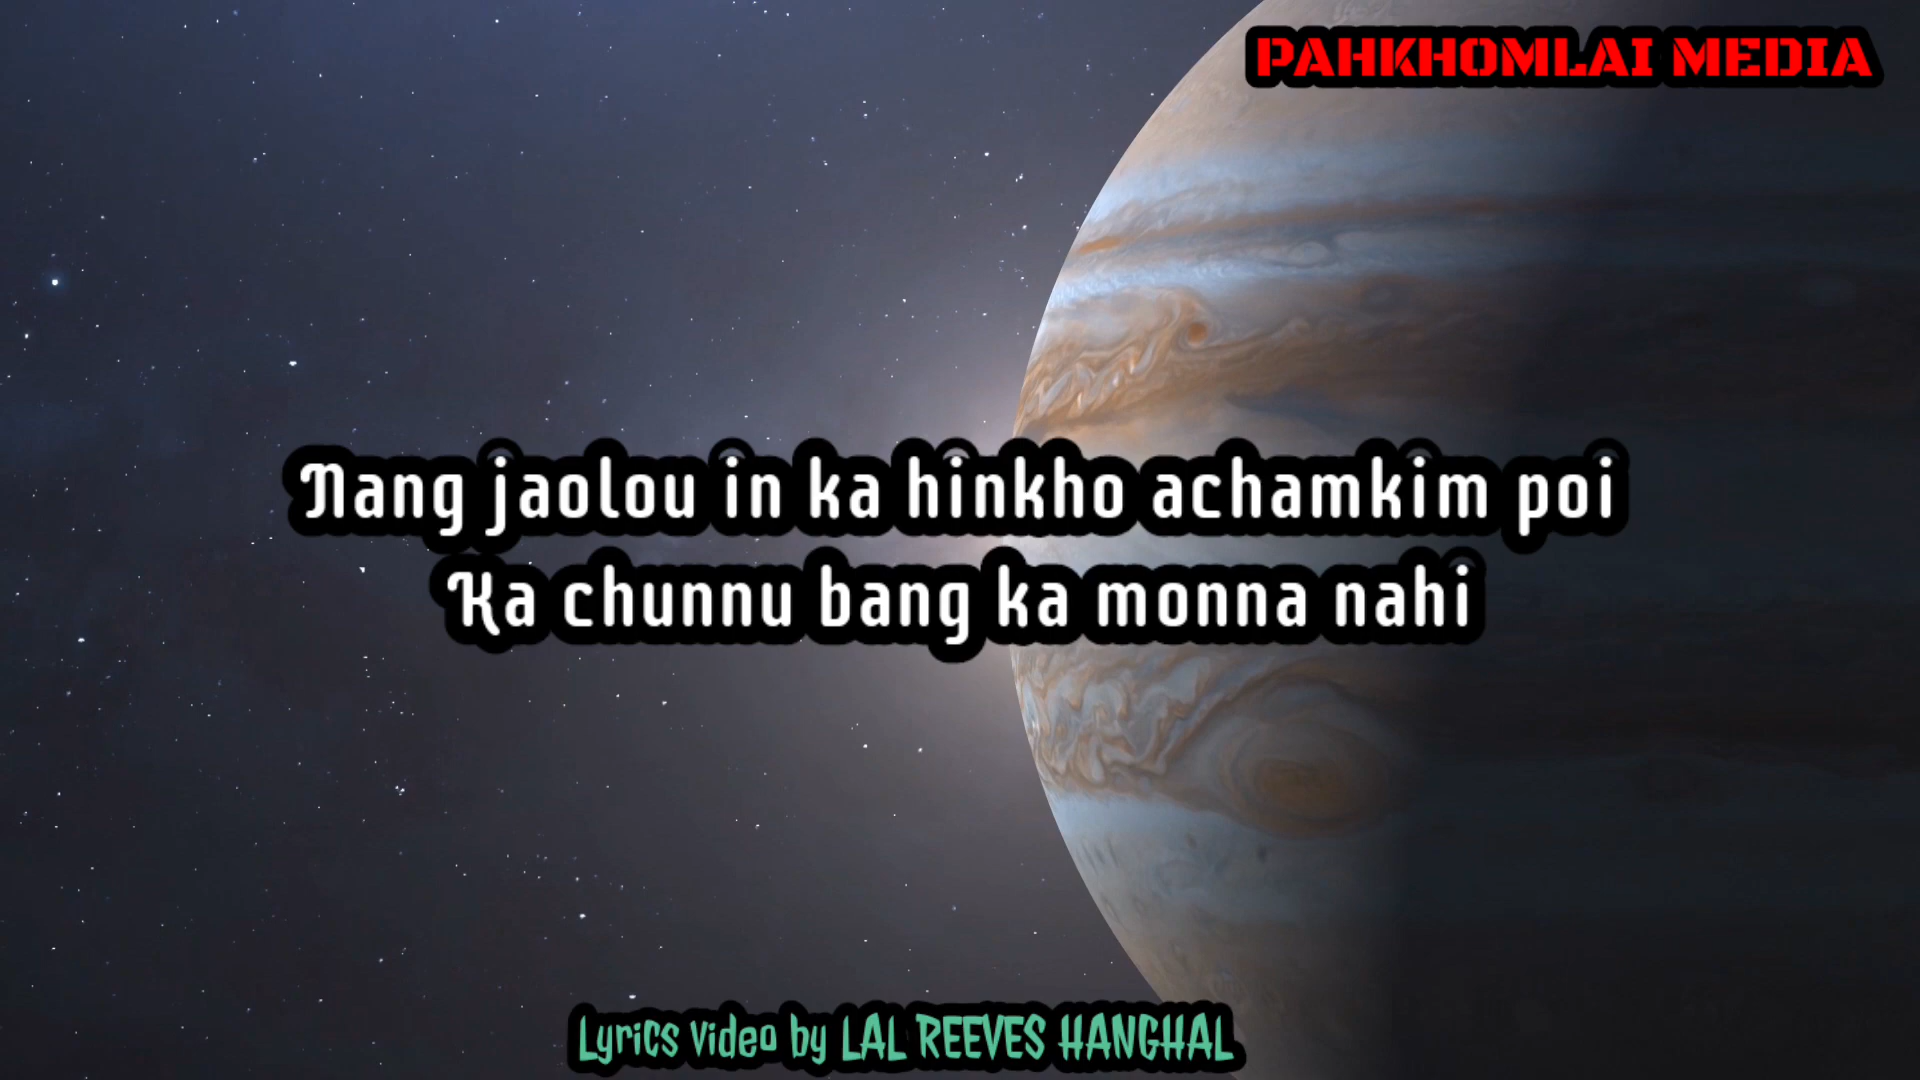 PAHKHOMLAI MEDIA
Nang jaolou in ka hinkho achamkim poi
Ka chunnu bang ka monna nahi
Lyrics video by LAL REEVES HANGHAL